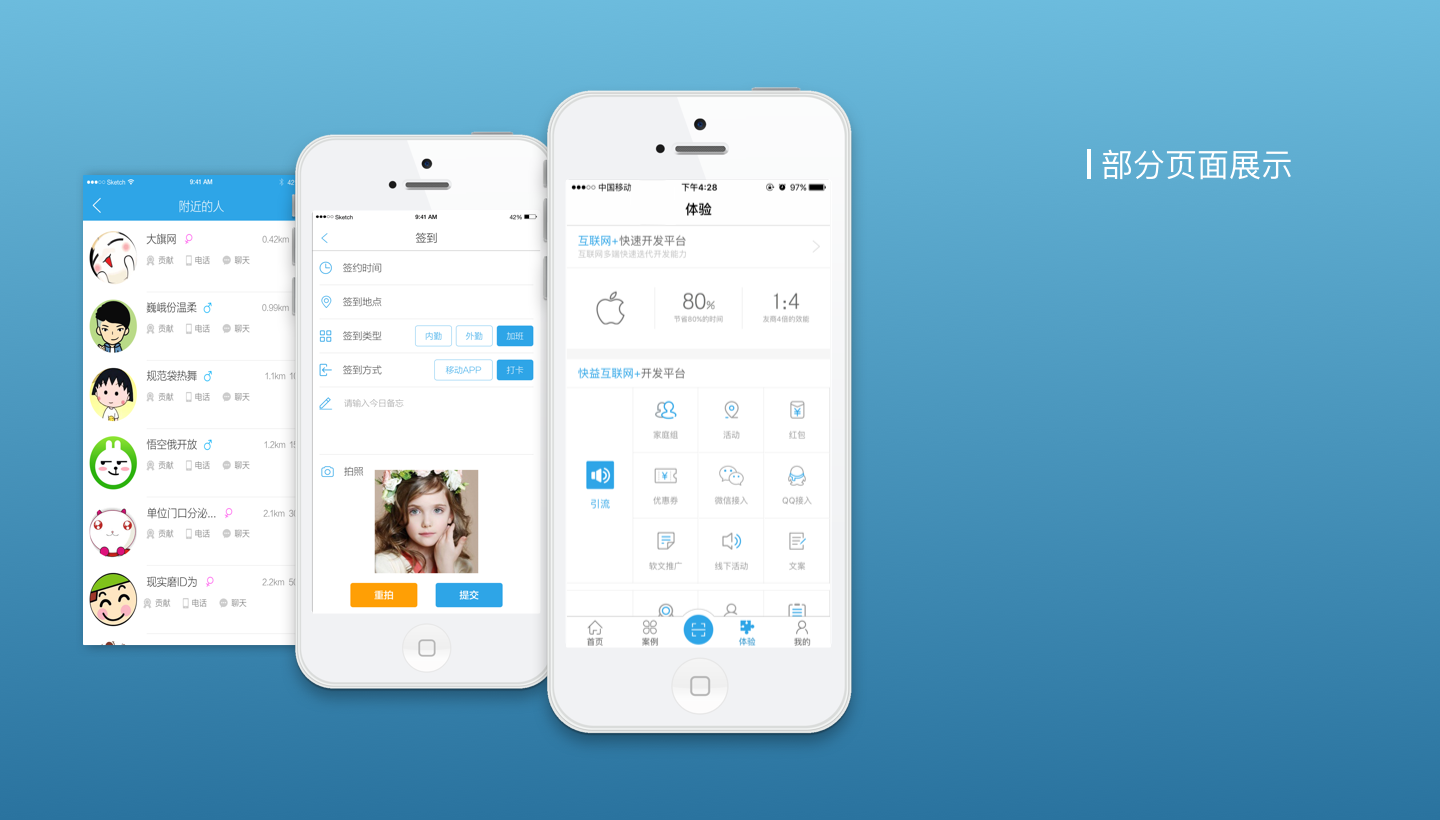 部分页面展示
Sketch 9:41 AM 42
附近的人
大旗网 0.42km
贡献 电话 聊天
巍峨份温柔 0.99km
贡献 电话 聊天
规范袋热舞 1.1km
贡献 电话 聊天
悟空俄开放 1.2km
贡献 电话 聊天
单位门口分泌... 2.1km
贡献 电话 聊天
现实磨ID为 2.2km
贡献 电话 聊天
Sketch 9:41 AM 42%
签到
签约时间
签到地点
签到类型 内勤 外勤 加班
签到方式 移动APP 打卡
请输入今日备忘
拍照
重拍 提交
中国移动 下午4:28 97%
体验
互联网+快速开发平台
互联网多端快速迭代开发能力
80% 1:4
节省80%的时间 友商4倍的效能
快益互联网+开发平台
引流
家庭组 活动 红包
优惠券 微信接入 QQ接入
软文推广 线下活动 文案
首页 案例 体验 我的